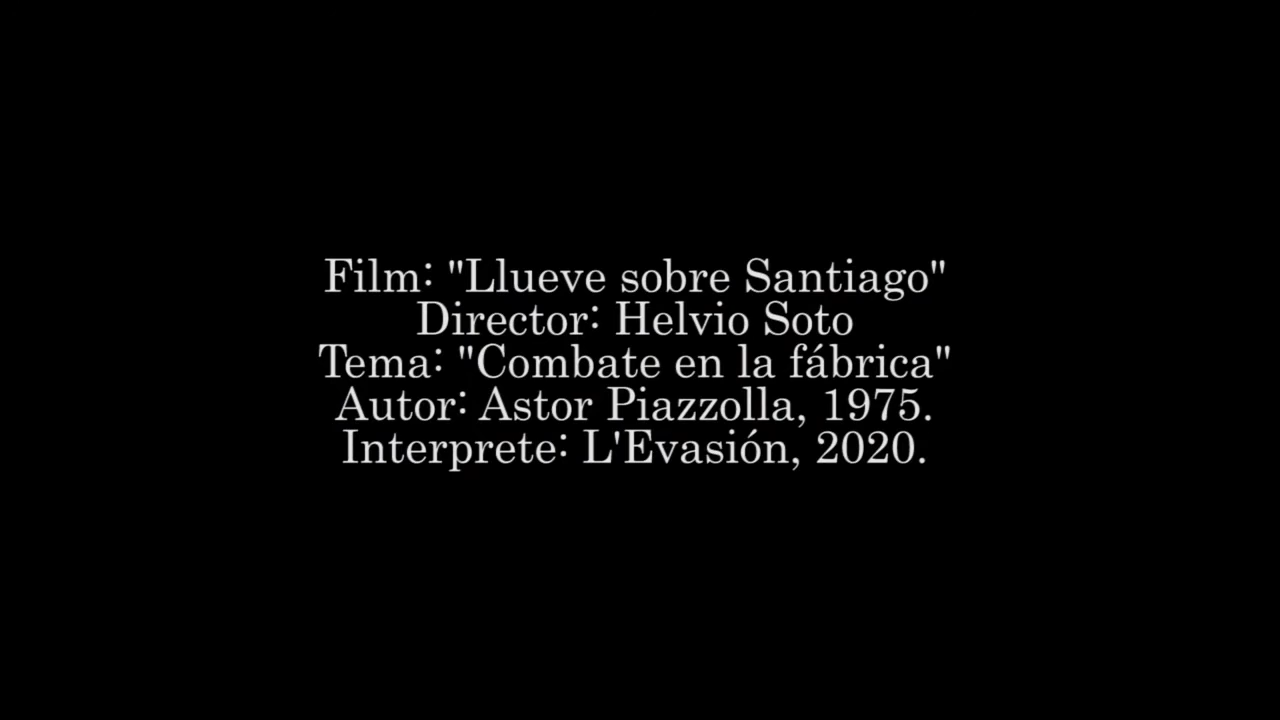 Film: "Llueve sobre Santiago"
Director: Helvio Soto
Tema: "Combate en la fábrica"
Autor: Astor Piazzolla, 1975.
Interprete: L'Evasión, 2020.